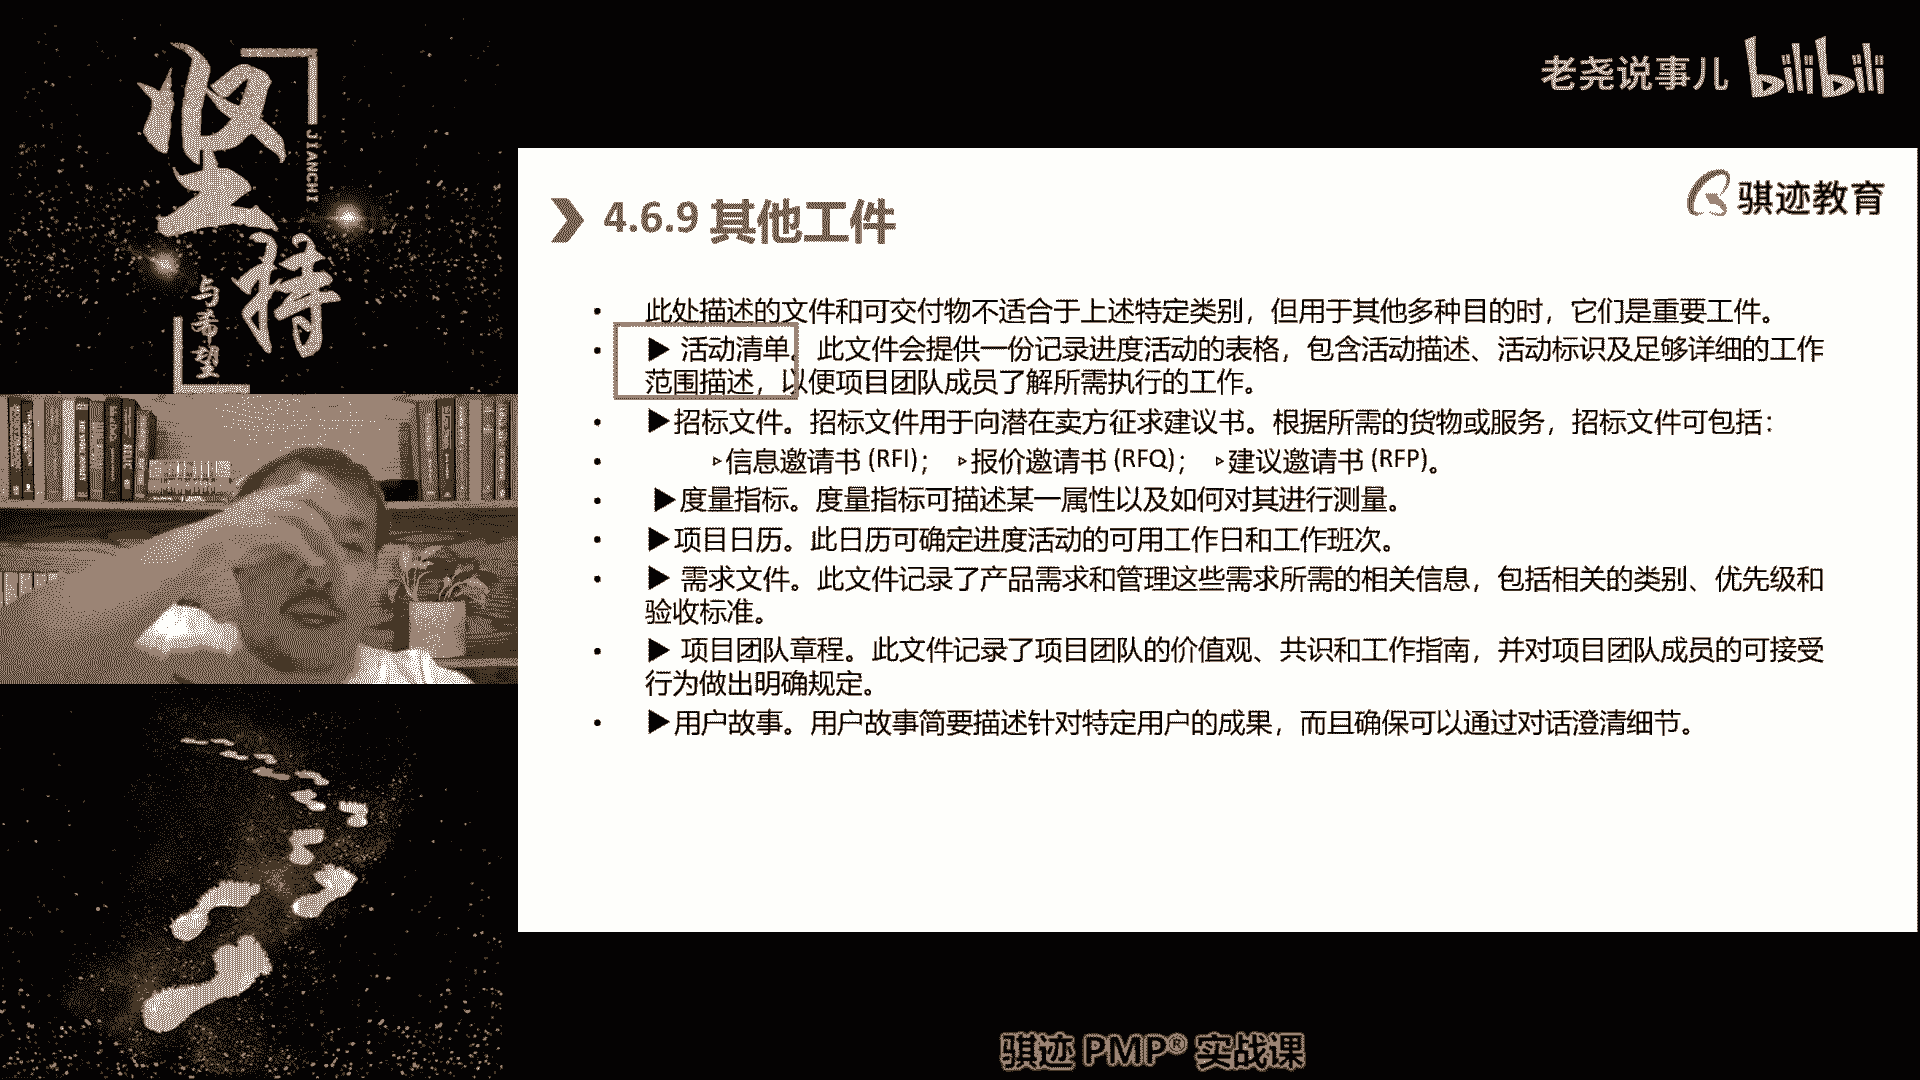 坚持
JIANCHI
与希望
老尧说事儿 bilibili
骐迹教育
4.6.9 其他工件
• 此处描述的文件和可交付物不适合于上述特定类别，但用于其他多种目的时，它们是重要工件。
• ▶ 活动清单。此文件会提供一份记录进度活动的表格，包含活动描述、活动标识及足够详细的工作
范围描述，以便项目团队成员了解所需执行的工作。
• ▶招标文件。招标文件用于向潜在卖方征求建议书。根据所需的货物或服务，招标文件可包括：
• ▹信息邀请书 (RFI)； ▹报价邀请书 (RFQ)； ▹建议邀请书 (RFP)。
• ▶度量指标。度量指标可描述某一属性以及如何对其进行测量。
• ▶项目日历。此日历可确定进度活动的可用工作日和工作班次。
• ▶ 需求文件。此文件记录了产品需求和管理这些需求所需的相关信息，包括相关的类别、优先级和
验收标准。
• ▶ 项目团队章程。此文件记录了项目团队的价值观、共识和工作指南，并对项目团队成员的可接受
行为做出明确规定。
• ▶用户故事。用户故事简要描述针对特定用户的成果，而且确保可以通过对话澄清细节。
骐迹 PMP® 实战课